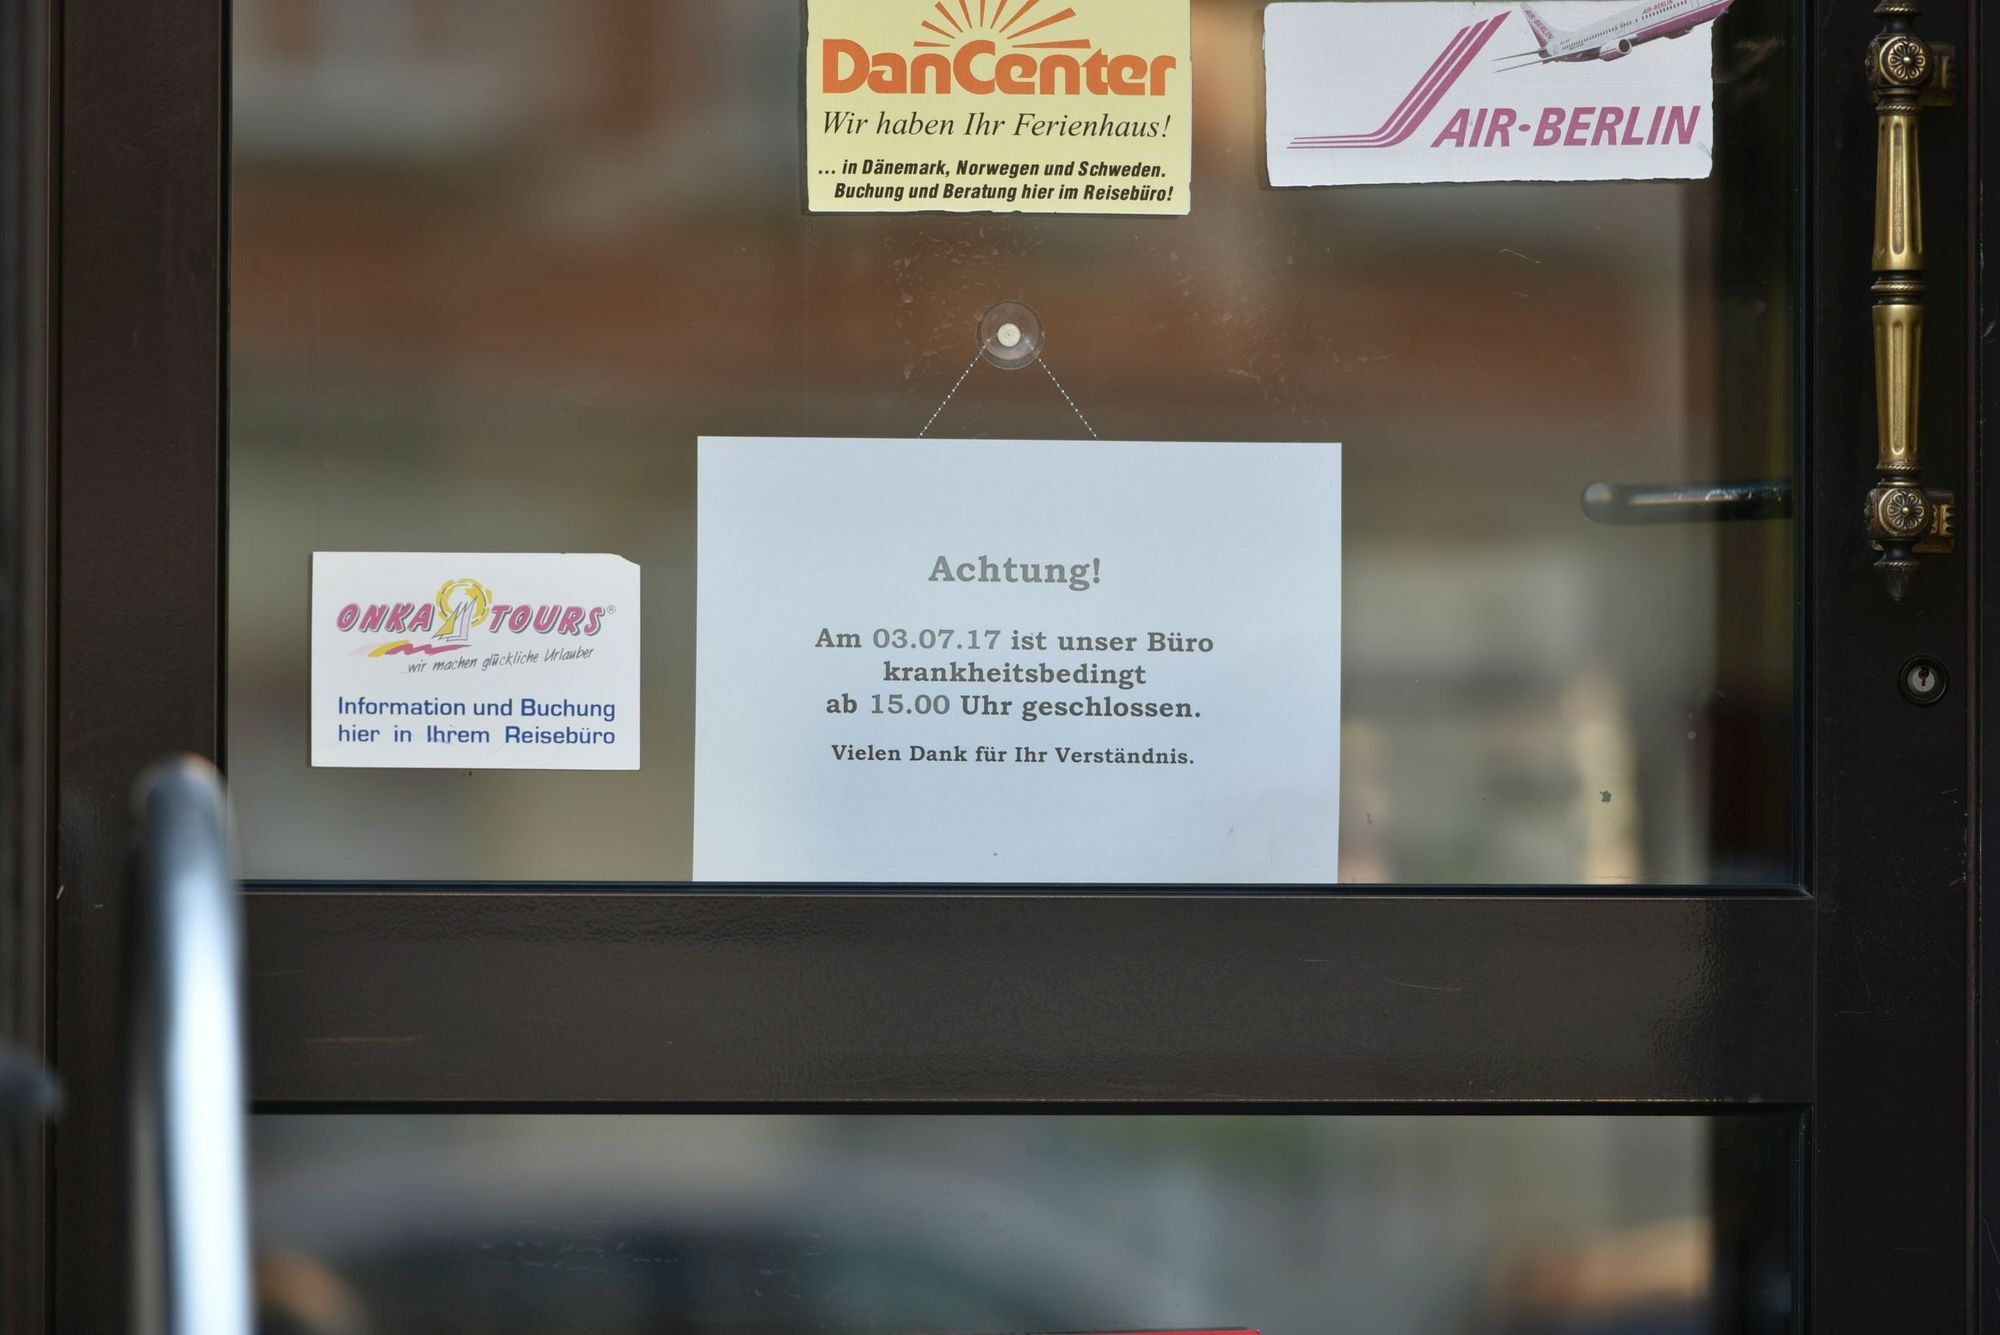 DanCenter
Wir haben Ihr Ferienhaus!
... in Dänemark, Norwegen und Schweden.
Buchung und Beratung hier im Reisebüro!
AIR-BERLIN
AIR-BERLIN
AIR-BERLIN
Achtung!
Am 03.07.17 ist unser Büro
krankheitsbedingt
ab 15.00 Uhr geschlossen.
Vielen Dank für Ihr Verständnis.
ONKA TOURS®
...wir machen glückliche Urlauber
Information und Buchung
hier in Ihrem Reisebüro